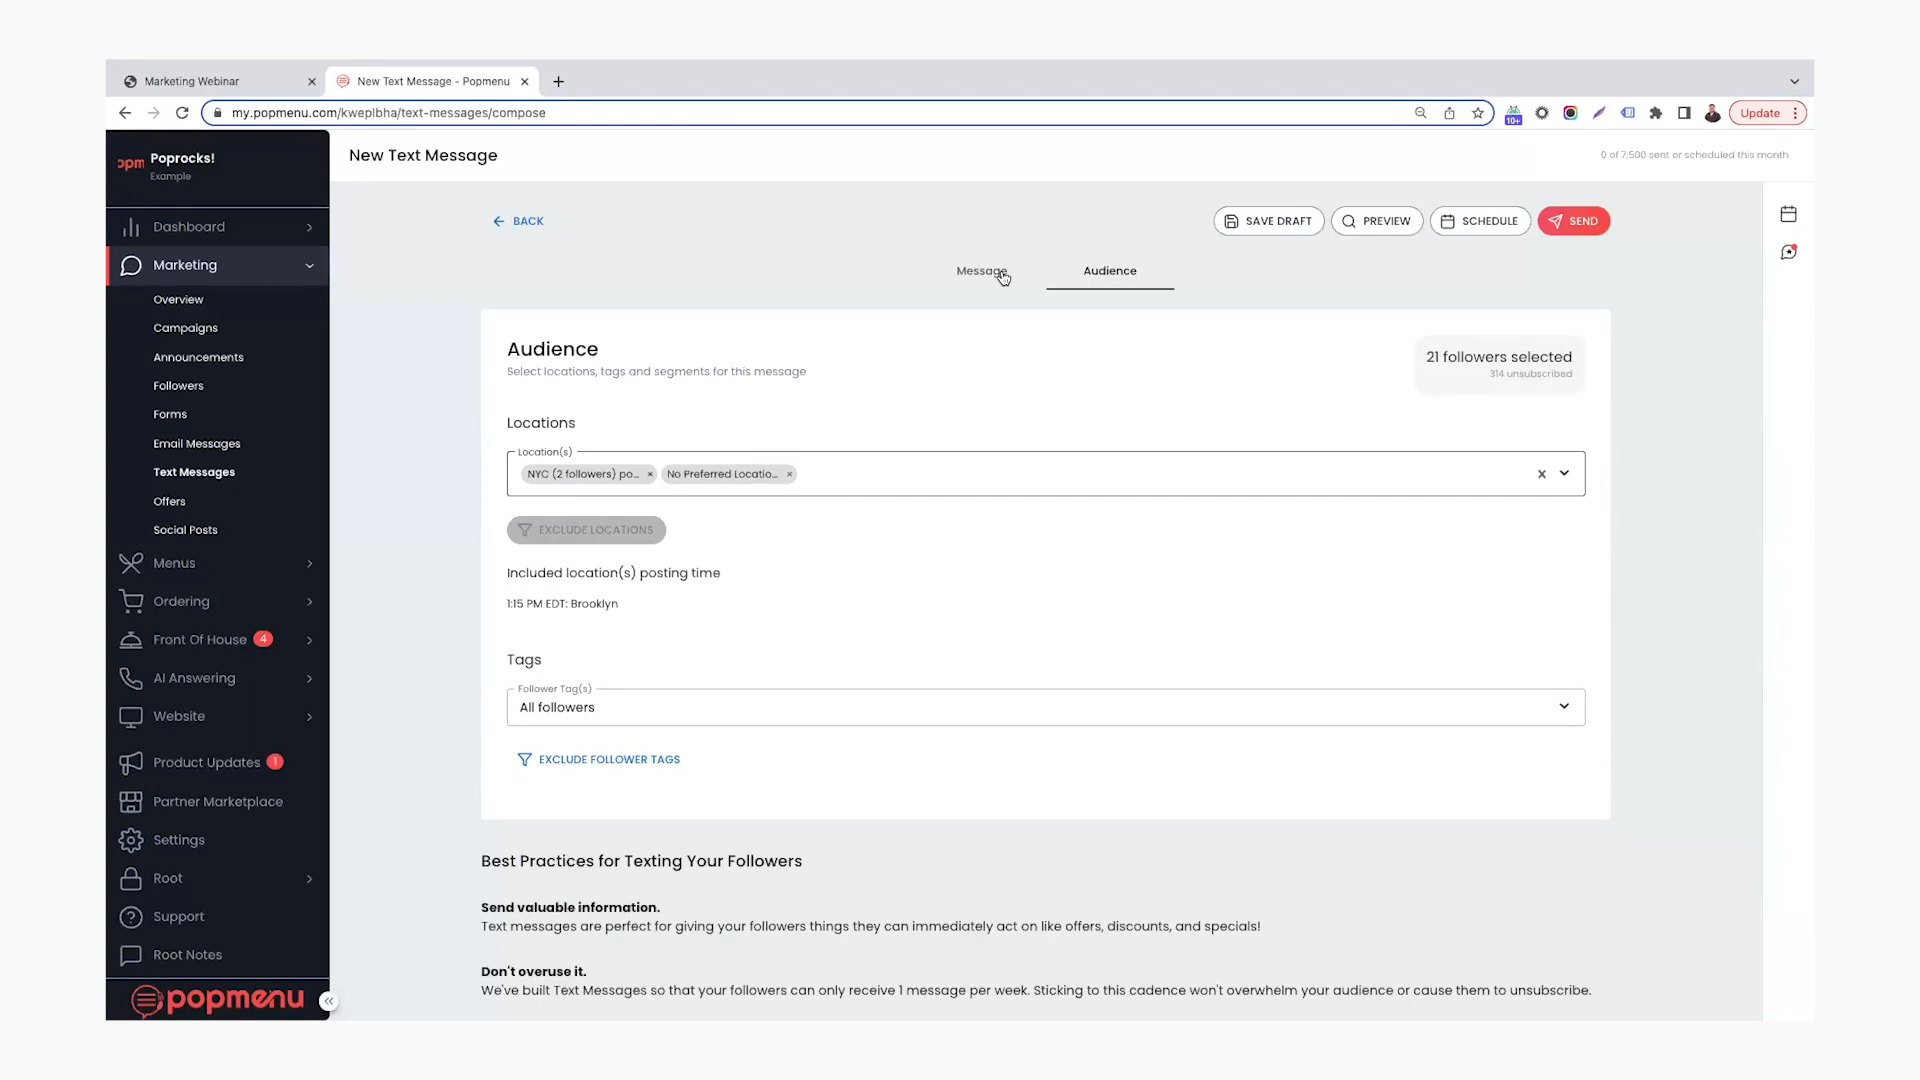 Marketing Webinar
New Text Message - Popmenu
my.popmenu.com/kweplbha/text-messages/compose
10+
Update
opm
Poprocks!
Example
New Text Message
0 of 7,500 sent or scheduled this month
Dashboard
Marketing
Overview
Campaigns
Announcements
Followers
Forms
Email Messages
Text Messages
Offers
Social Posts
Menus
Ordering
Front Of House 4
AI Answering
Website
Product Updates 1
Partner Marketplace
Settings
Root
Support
Root Notes
popmenu
BACK
SAVE DRAFT
PREVIEW
SCHEDULE
SEND
Message
Audience
Audience
Select locations, tags and segments for this message
21 followers selected
314 unsubscribed
Locations
Location(s)
NYC (2 followers) po...
No Preferred Locatio...
EXCLUDE LOCATIONS
Included location(s) posting time
1:15 PM EDT: Brooklyn
Tags
Follower Tag(s)
All followers
EXCLUDE FOLLOWER TAGS
Best Practices for Texting Your Followers
Send valuable information.
Text messages are perfect for giving your followers things they can immediately act on like offers, discounts, and specials!
Don't overuse it.
We've built Text Messages so that your followers can only receive 1 message per week. Sticking to this cadence won't overwhelm your audience or cause them to unsubscribe.